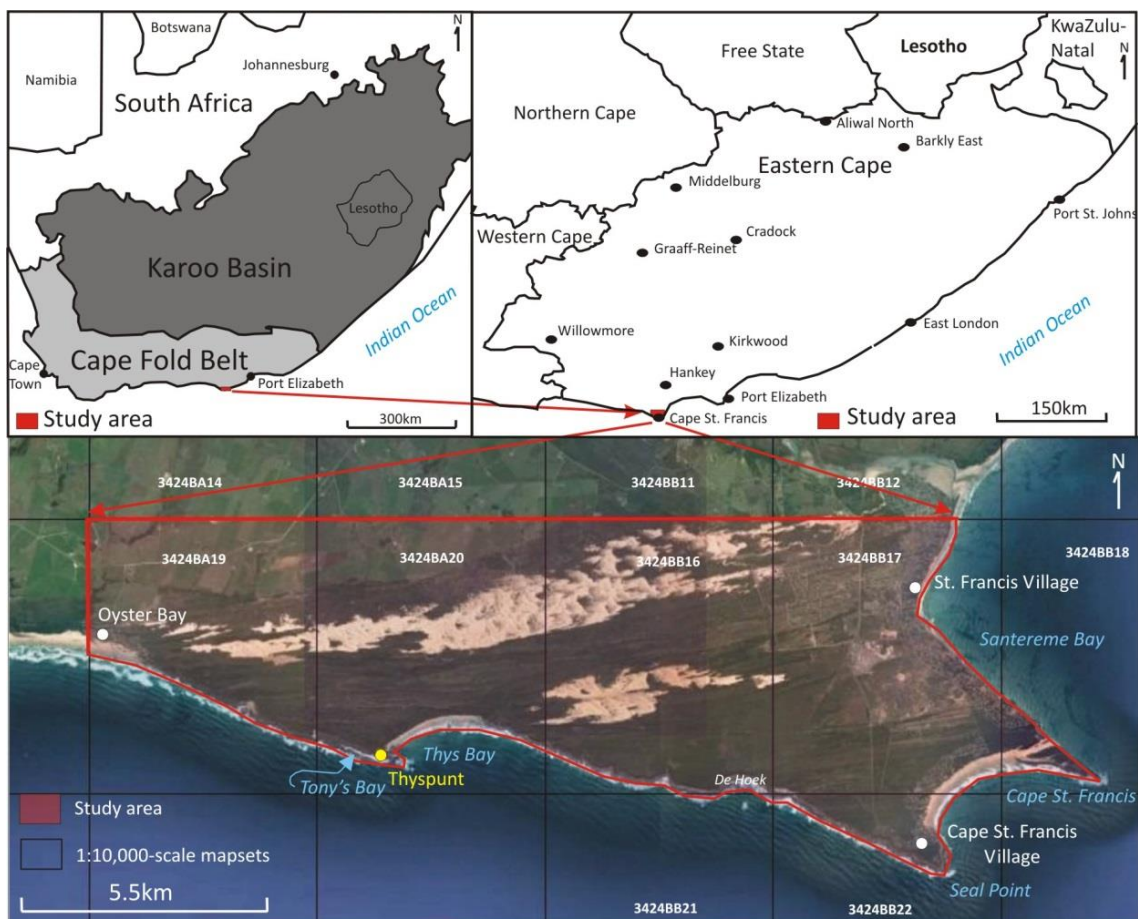 Botswana
N
Namibia
Johannesburg
South Africa
Lesotho
Karoo Basin
Indian Ocean
Cape Fold Belt
Cape
Town
Port Elizabeth
Study area
300km
Free State
Lesotho
KwaZulu-
Natal
N
Northern Cape
Aliwal North
Barkly East
Eastern Cape
Middelburg
Port St. Johns
Western Cape
Cradock
Graaff-Reinet
East London
Indian Ocean
Willowmore
Kirkwood
Hankey
Port Elizabeth
Cape St. Francis
Study area
150km
3424BA14
3424BA15
3424BB11
3424BB12
N
3424BA19
3424BA20
3424BB16
3424BB17
3424BB18
St. Francis Village
Oyster Bay
Santereme Bay
Thys Bay
Thyspunt
Tony's Bay
De Hoek
Cape St. Francis
Study area
Cape St. Francis
Village
1:10,000-scale mapsets
5.5km
Seal Point
3424BB21
3424BB22